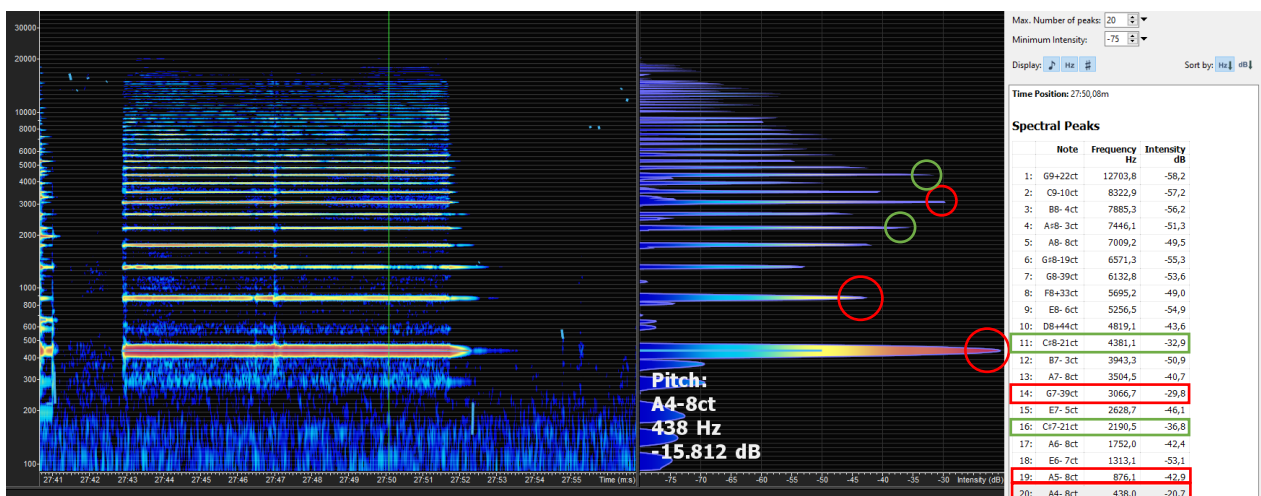 30000
20000
10000
8000
6000
5000
4000
3000
2000
1000
800
600
500
400
300
200
100
27:41 27:42 27:43 27:44 27:45 27:46 27:47 27:48 27:49 27:50 27:51 27:52 27:53 27:54 27:55 Time (m:s)
Pitch:
A4-8ct
438 Hz
-15.812 dB
-75 -70 -65 -60 -55 -50 -45 -40 -35 -30 Intensity (dB)
Max. Number of peaks: 20
Minimum Intensity: -75
Display: ♪ Hz # Sort by: Hz dB
Time Position: 27:50,08m
Spectral Peaks
Note Frequency Intensity
Hz dB
1: G9+22ct 12703,8 -58,2
2: C9-10ct 8322,9 -57,2
3: B8- 4ct 7885,3 -56,2
4: A♯8- 3ct 7446,1 -51,3
5: A8- 8ct 7009,2 -49,5
6: G♯8-19ct 6571,3 -55,3
7: G8-39ct 6132,8 -53,6
8: F8+33ct 5695,2 -49,0
9: E8- 6ct 5256,5 -54,9
10: D8+44ct 4819,1 -43,6
11: C♯8-21ct 4381,1 -32,9
12: B7- 3ct 3943,3 -50,9
13: A7- 8ct 3504,5 -40,7
14: G7-39ct 3066,7 -29,8
15: E7- 5ct 2628,7 -46,1
16: C♯7-21ct 2190,5 -36,8
17: A6- 8ct 1752,0 -42,4
18: E6- 7ct 1313,1 -53,1
19: A5- 8ct 876,1 -42,9
20: A4- 8ct 438,0 -20,7